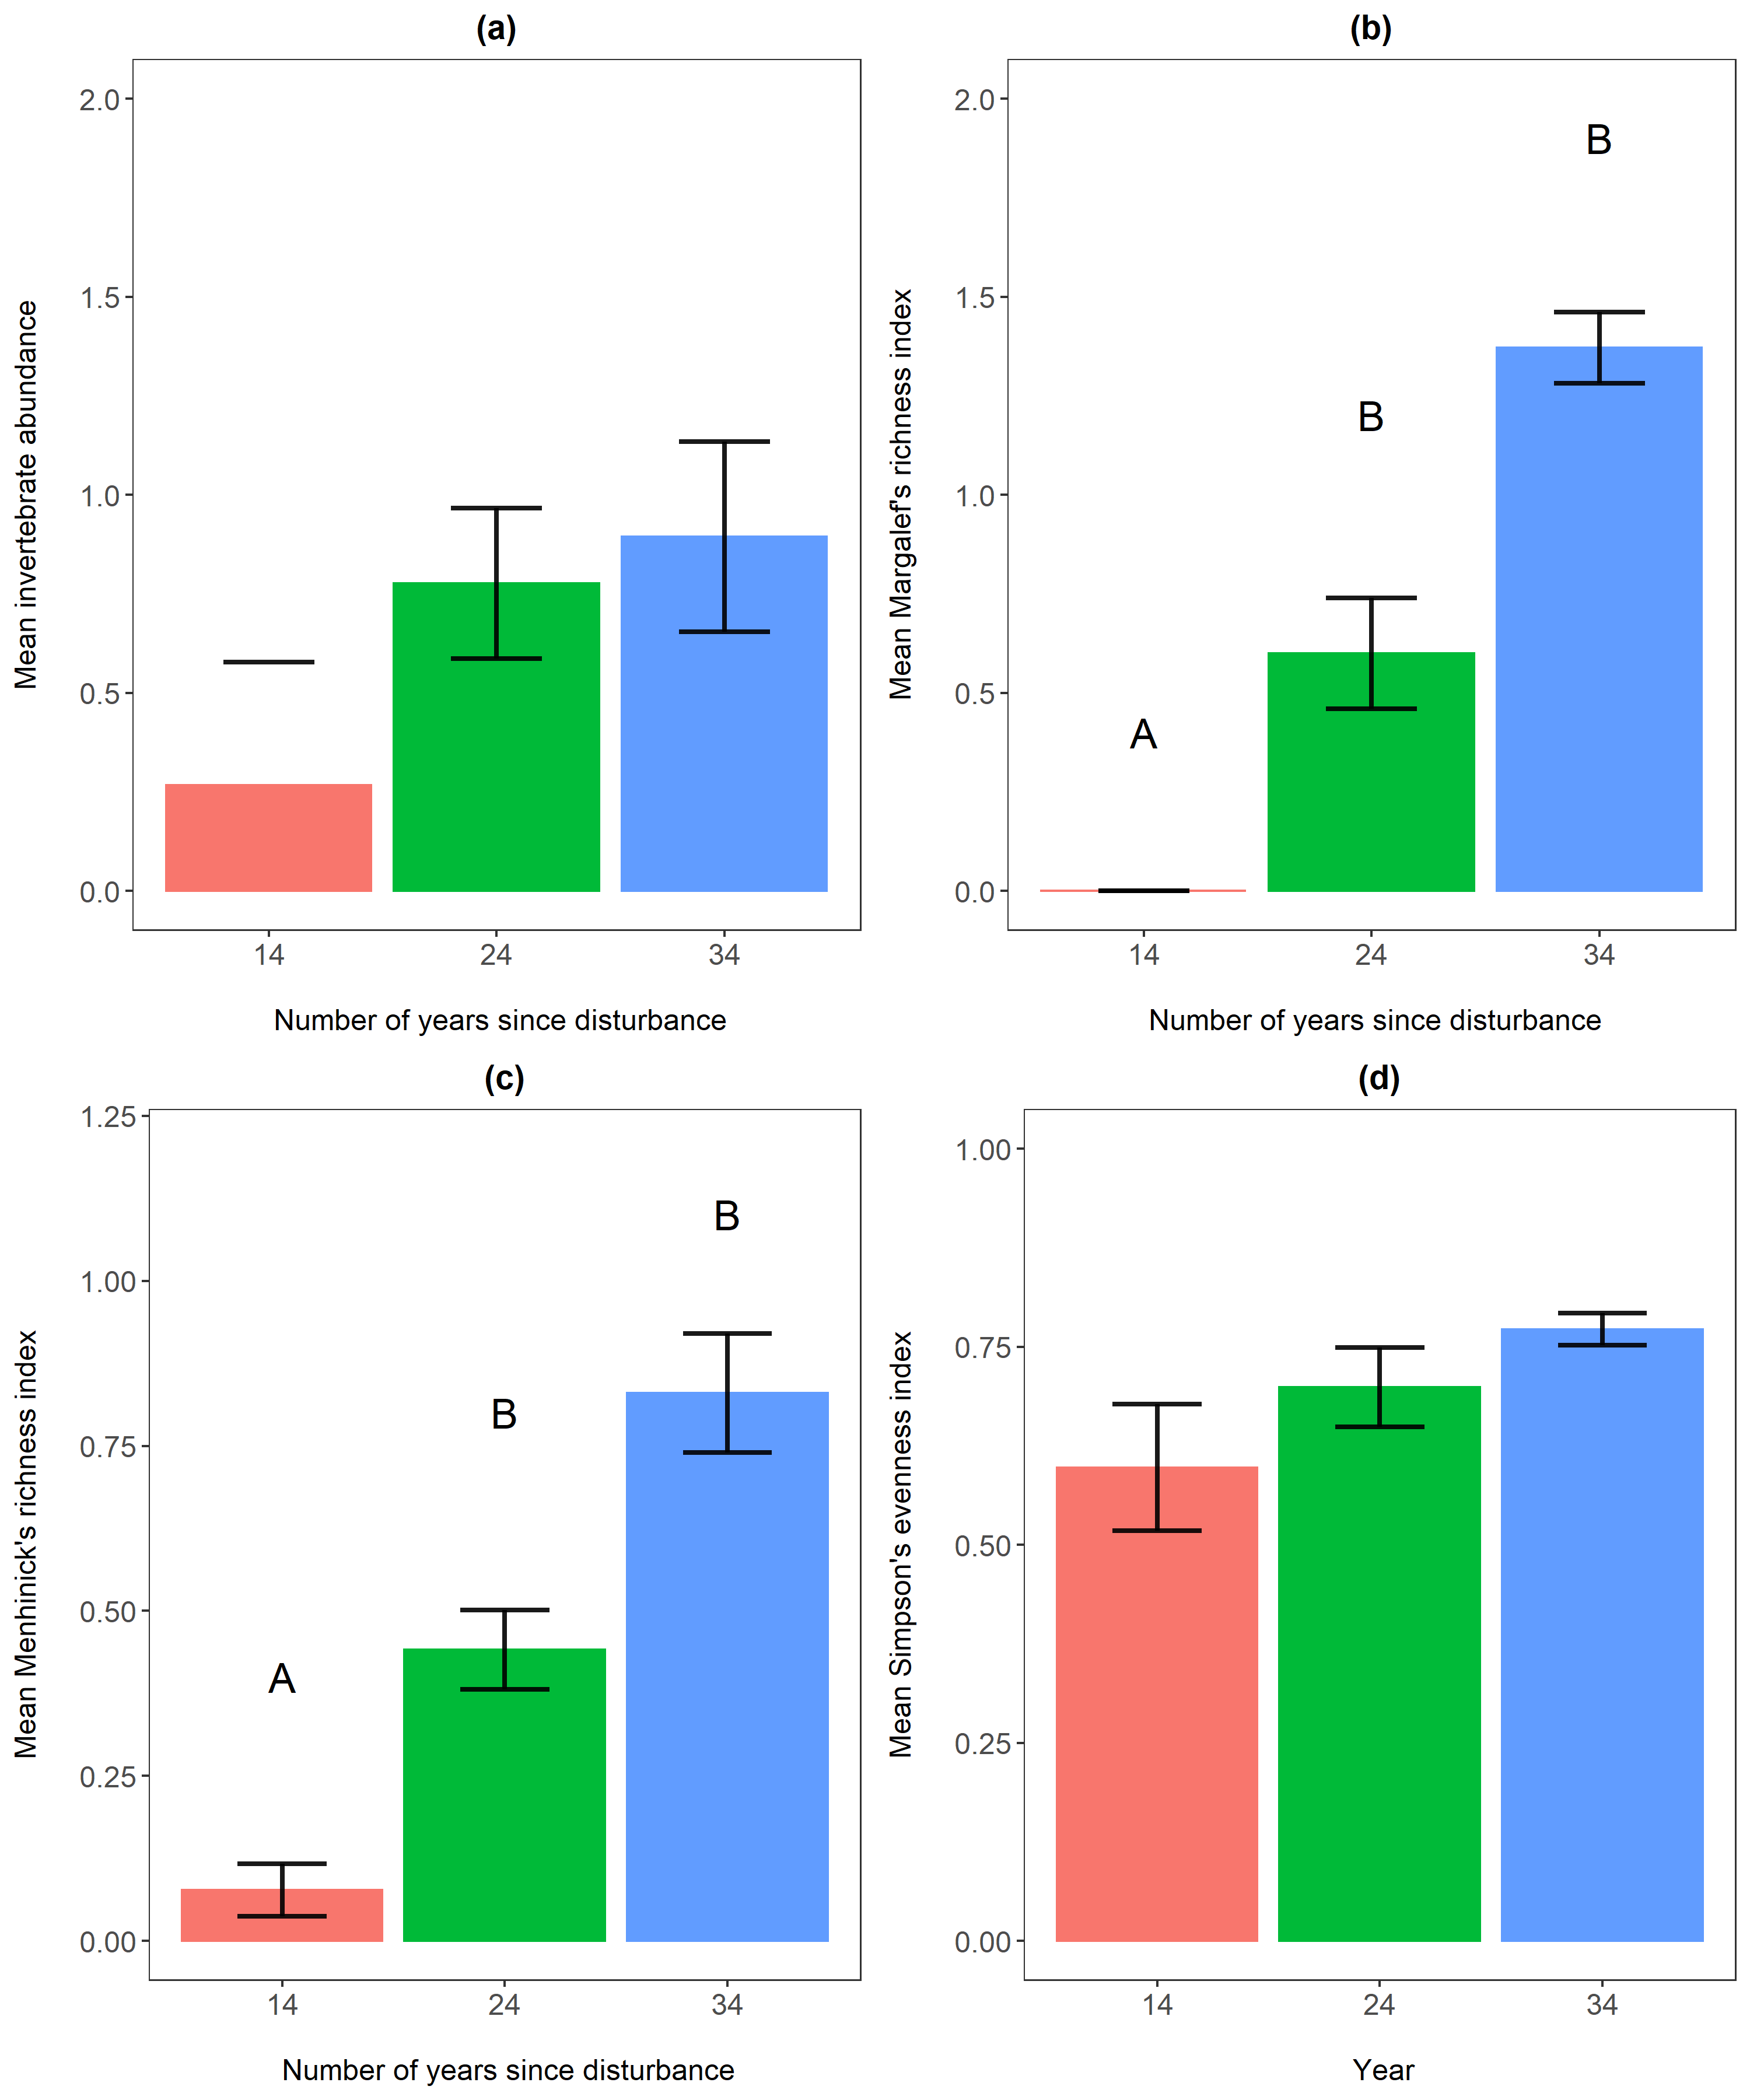 (a)
Mean invertebrate abundance
2.0
1.5
1.0
0.5
0.0
14 24 34
Number of years since disturbance
(b)
Mean Margalef's richness index
2.0
1.5
1.0
0.5
0.0
A
B
B
14 24 34
Number of years since disturbance
(c)
Mean Menhinick's richness index
1.25
1.00
0.75
0.50
0.25
0.00
A
B
B
14 24 34
Number of years since disturbance
(d)
Mean Simpson's evenness index
1.00
0.75
0.50
0.25
0.00
14 24 34
Year